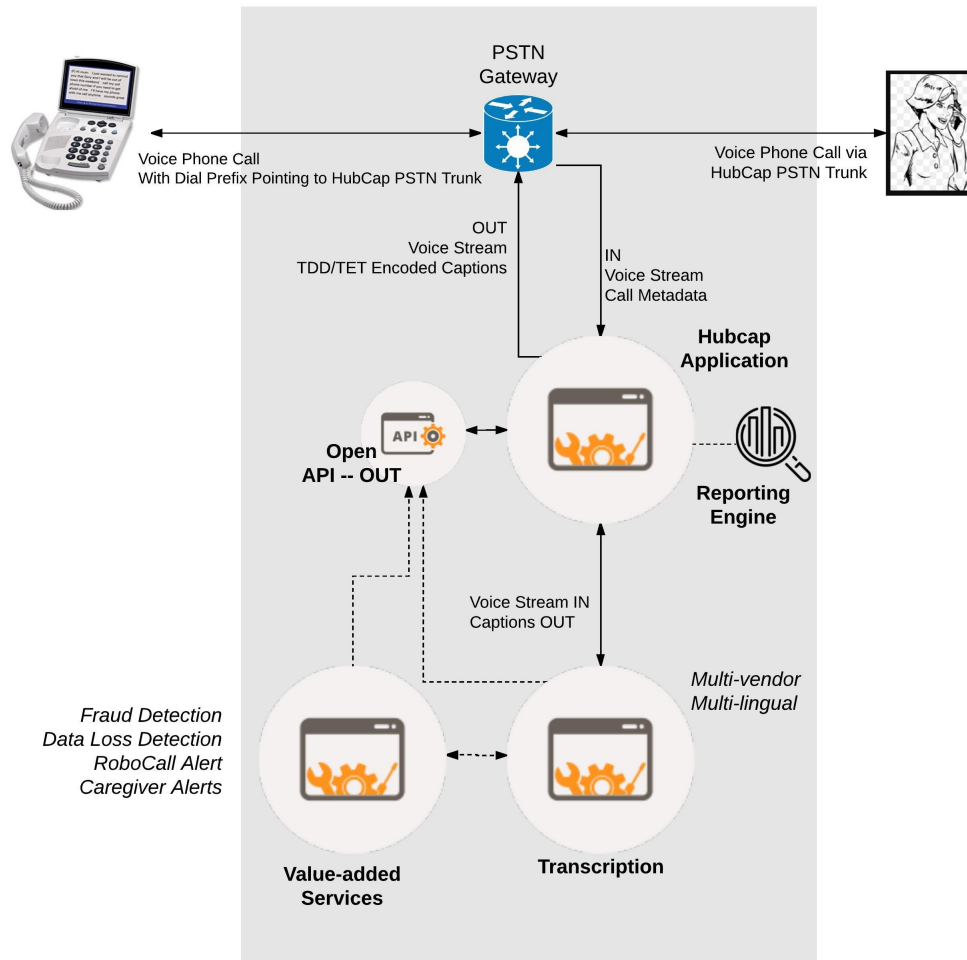 PSTN
Gateway
Voice Phone Call
With Dial Prefix Pointing to HubCap PSTN Trunk
Voice Phone Call via
HubCap PSTN Trunk
OUT
Voice Stream
TDD/TET Encoded Captions
IN
Voice Stream
Call Metadata
Hubcap
Application
API
Open
API -- OUT
Reporting
Engine
Voice Stream IN
Captions OUT
Multi-vendor
Multi-lingual
Fraud Detection
Data Loss Detection
RoboCall Alert
Caregiver Alerts
Value-added
Services
Transcription